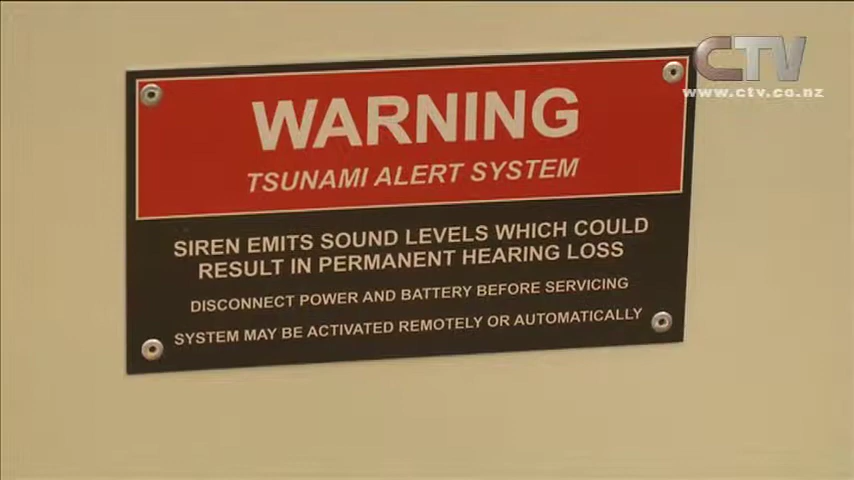 CTV
www.ctv.co.nz
WARNING
TSUNAMI ALERT SYSTEM
SIREN EMITS SOUND LEVELS WHICH COULD
RESULT IN PERMANENT HEARING LOSS
DISCONNECT POWER AND BATTERY BEFORE SERVICING
SYSTEM MAY BE ACTIVATED REMOTELY OR AUTOMATICALLY